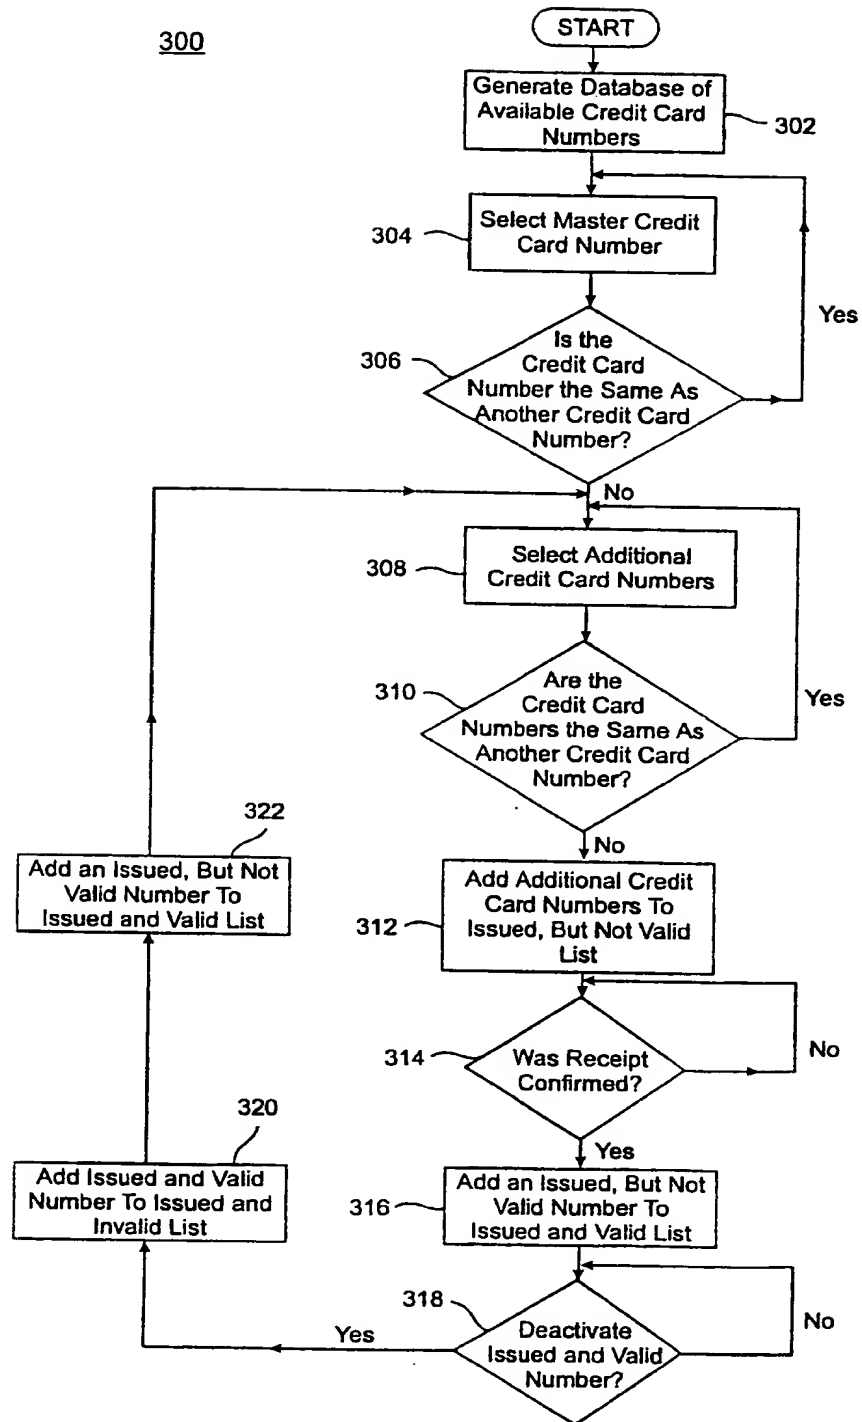 300
START
Generate Database of
Available Credit Card
Numbers
302
304
Select Master Credit
Card Number
Yes
306
Is the
Credit Card
Number the Same As
Another Credit Card
Number?
No
308
Select Additional
Credit Card Numbers
310
Are the
Credit Card
Numbers the Same As
Another Credit Card
Number?
Yes
No
322
Add an Issued, But Not
Valid Number To
Issued and Valid List
312
Add Additional Credit
Card Numbers To
Issued, But Not Valid
List
314
Was Receipt
Confirmed?
No
Yes
320
Add Issued and Valid
Number To Issued and
Invalid List
316
Add an Issued, But Not
Valid Number To
Issued and Valid List
318
Deactivate
Issued and Valid
Number?
No
Yes